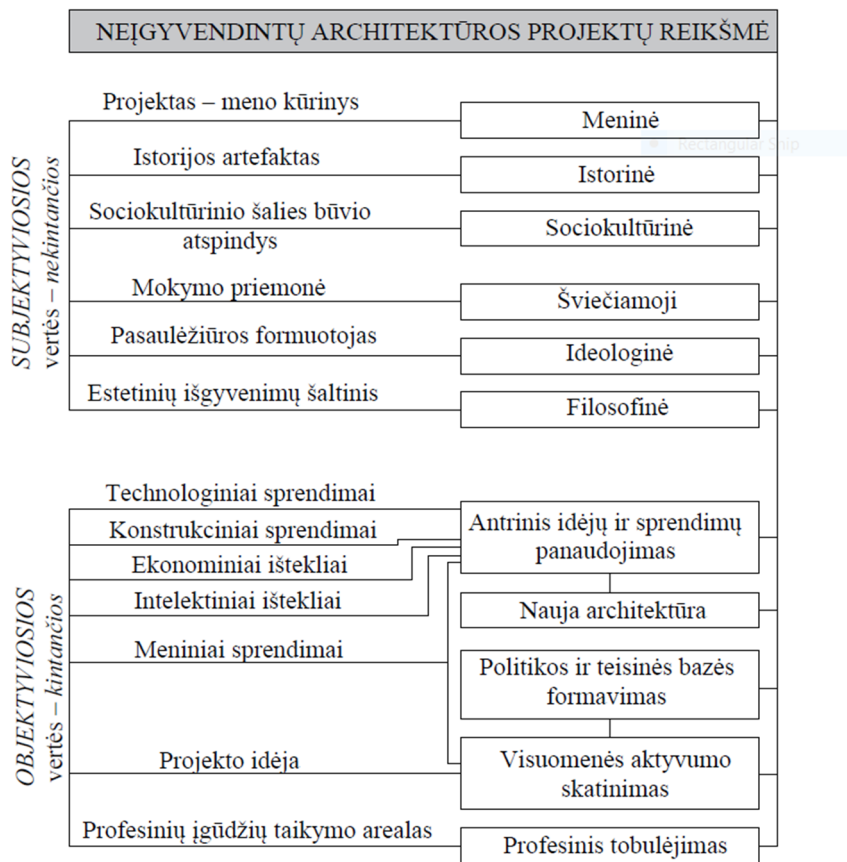 NEĮGYVENDINTŲ ARCHITEKTŪROS PROJEKTŲ REIKŠMĖ
SUBJEKTYVIOSIOS
vertės – nekintančios
Projektas – meno kūrinys
Meninė
Rectangular Snip
Istorijos artefaktas
Istorinė
Sociokultūrinio šalies būvio
atspindys
Sociokultūrinė
Mokymo priemonė
Šviečiamoji
Pasaulėžiūros formuotojas
Ideologinė
Estetinių išgyvenimų šaltinis
Filosofinė
OBJEKTYVIOSIOS
vertės – kintančios
Technologiniai sprendimai
Konstrukciniai sprendimai
Ekonominiai ištekliai
Intelektiniai ištekliai
Meniniai sprendimai
Projekto idėja
Profesinių įgūdžių taikymo arealas
Antrinis idėjų ir sprendimų
panaudojimas
Nauja architektūra
Politikos ir teisinės bazės
formavimas
Visuomenės aktyvumo
skatinimas
Profesinis tobulėjimas